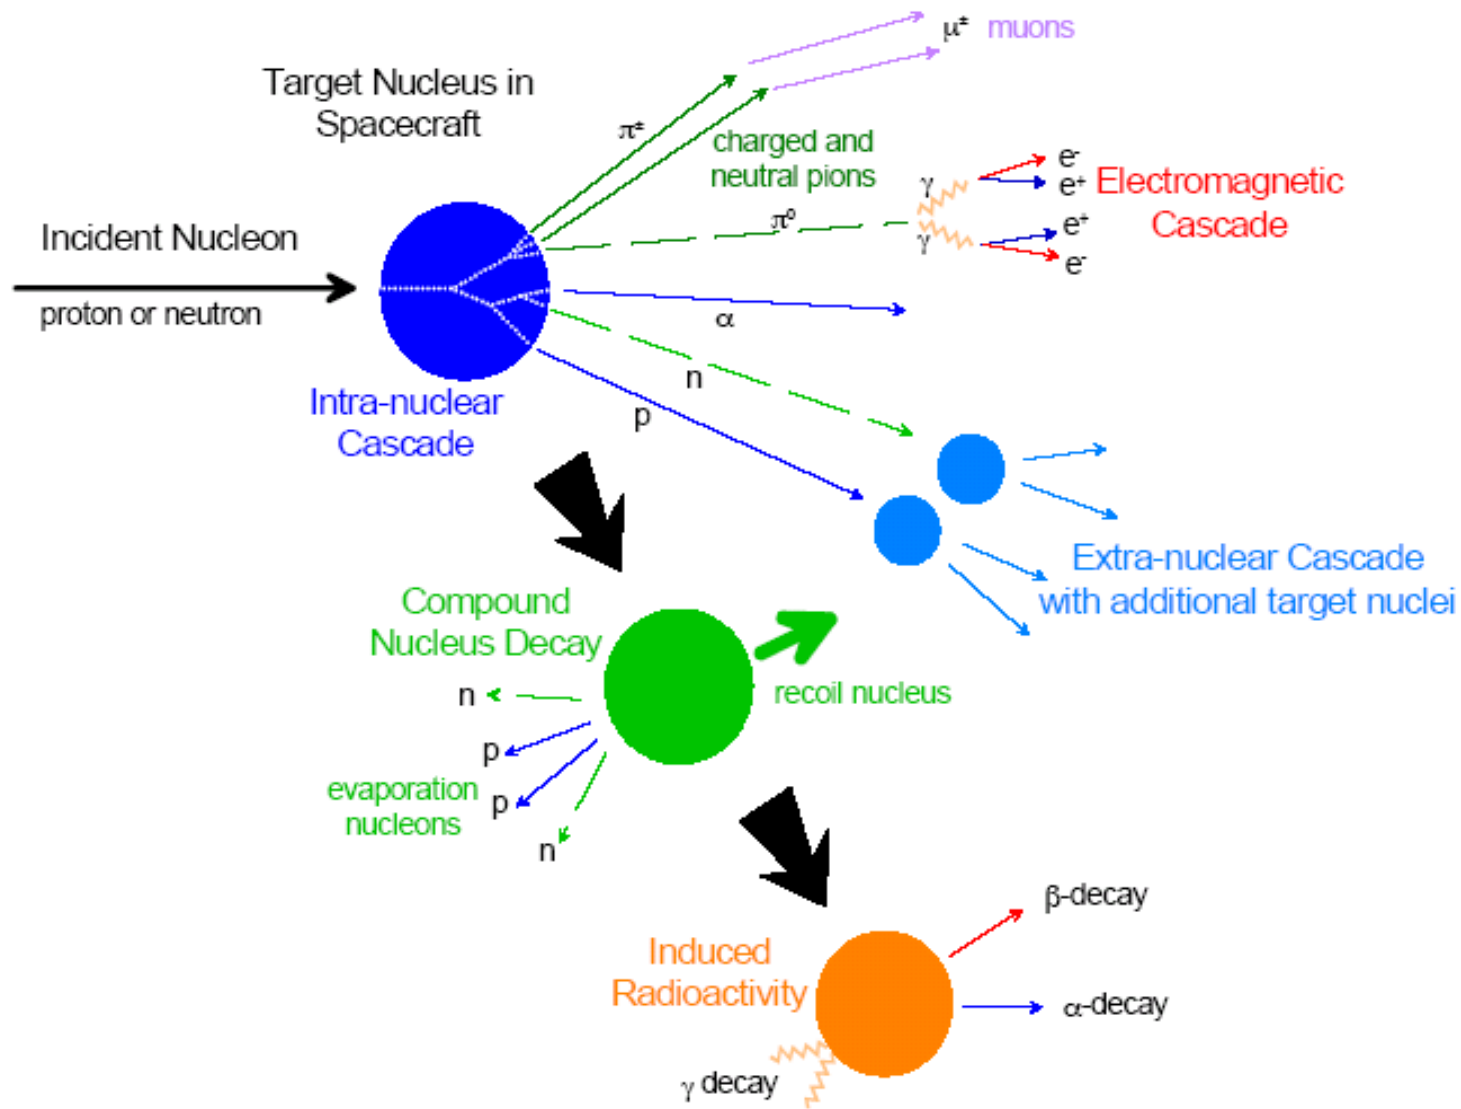 μ± muons
Target Nucleus in
Spacecraft
π±
charged and
neutral pions
e-
γ
e+
Electromagnetic
Cascade
π0
e+
γ
e-
Incident Nucleon
proton or neutron
α
n
p
Intra-nuclear
Cascade
Extra-nuclear Cascade
with additional target nuclei
Compound
Nucleus Decay
recoil nucleus
n
p
evaporation
nucleons
p
n
β-decay
Induced
Radioactivity
α-decay
γ decay